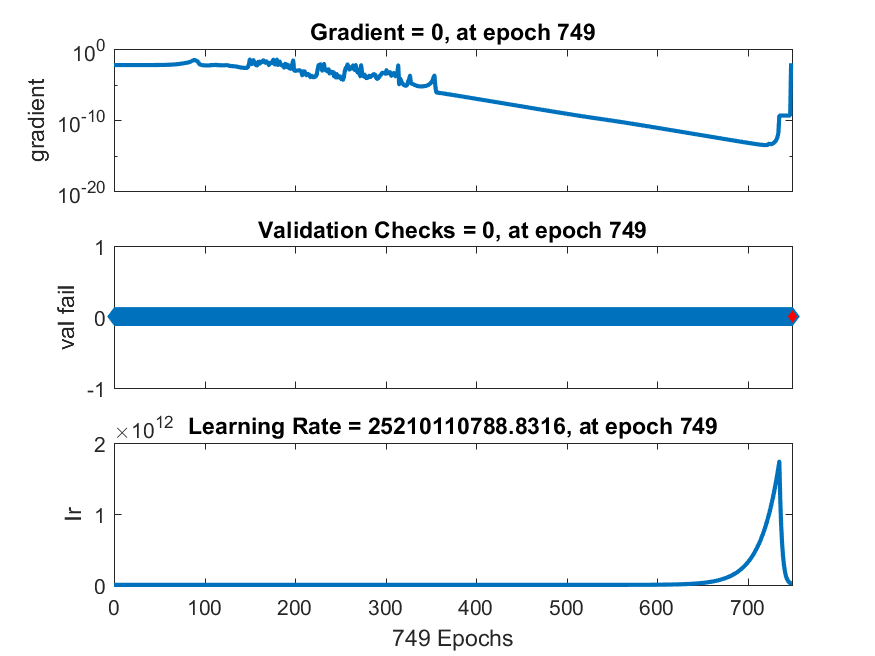 Gradient = 0, at epoch 749
10^0
10^-10
10^-20
gradient
Validation Checks = 0, at epoch 749
1
0
-1
val fail
×10^12
Learning Rate = 25210110788.8316, at epoch 749
2
1
0
lr
0 100 200 300 400 500 600 700
749 Epochs